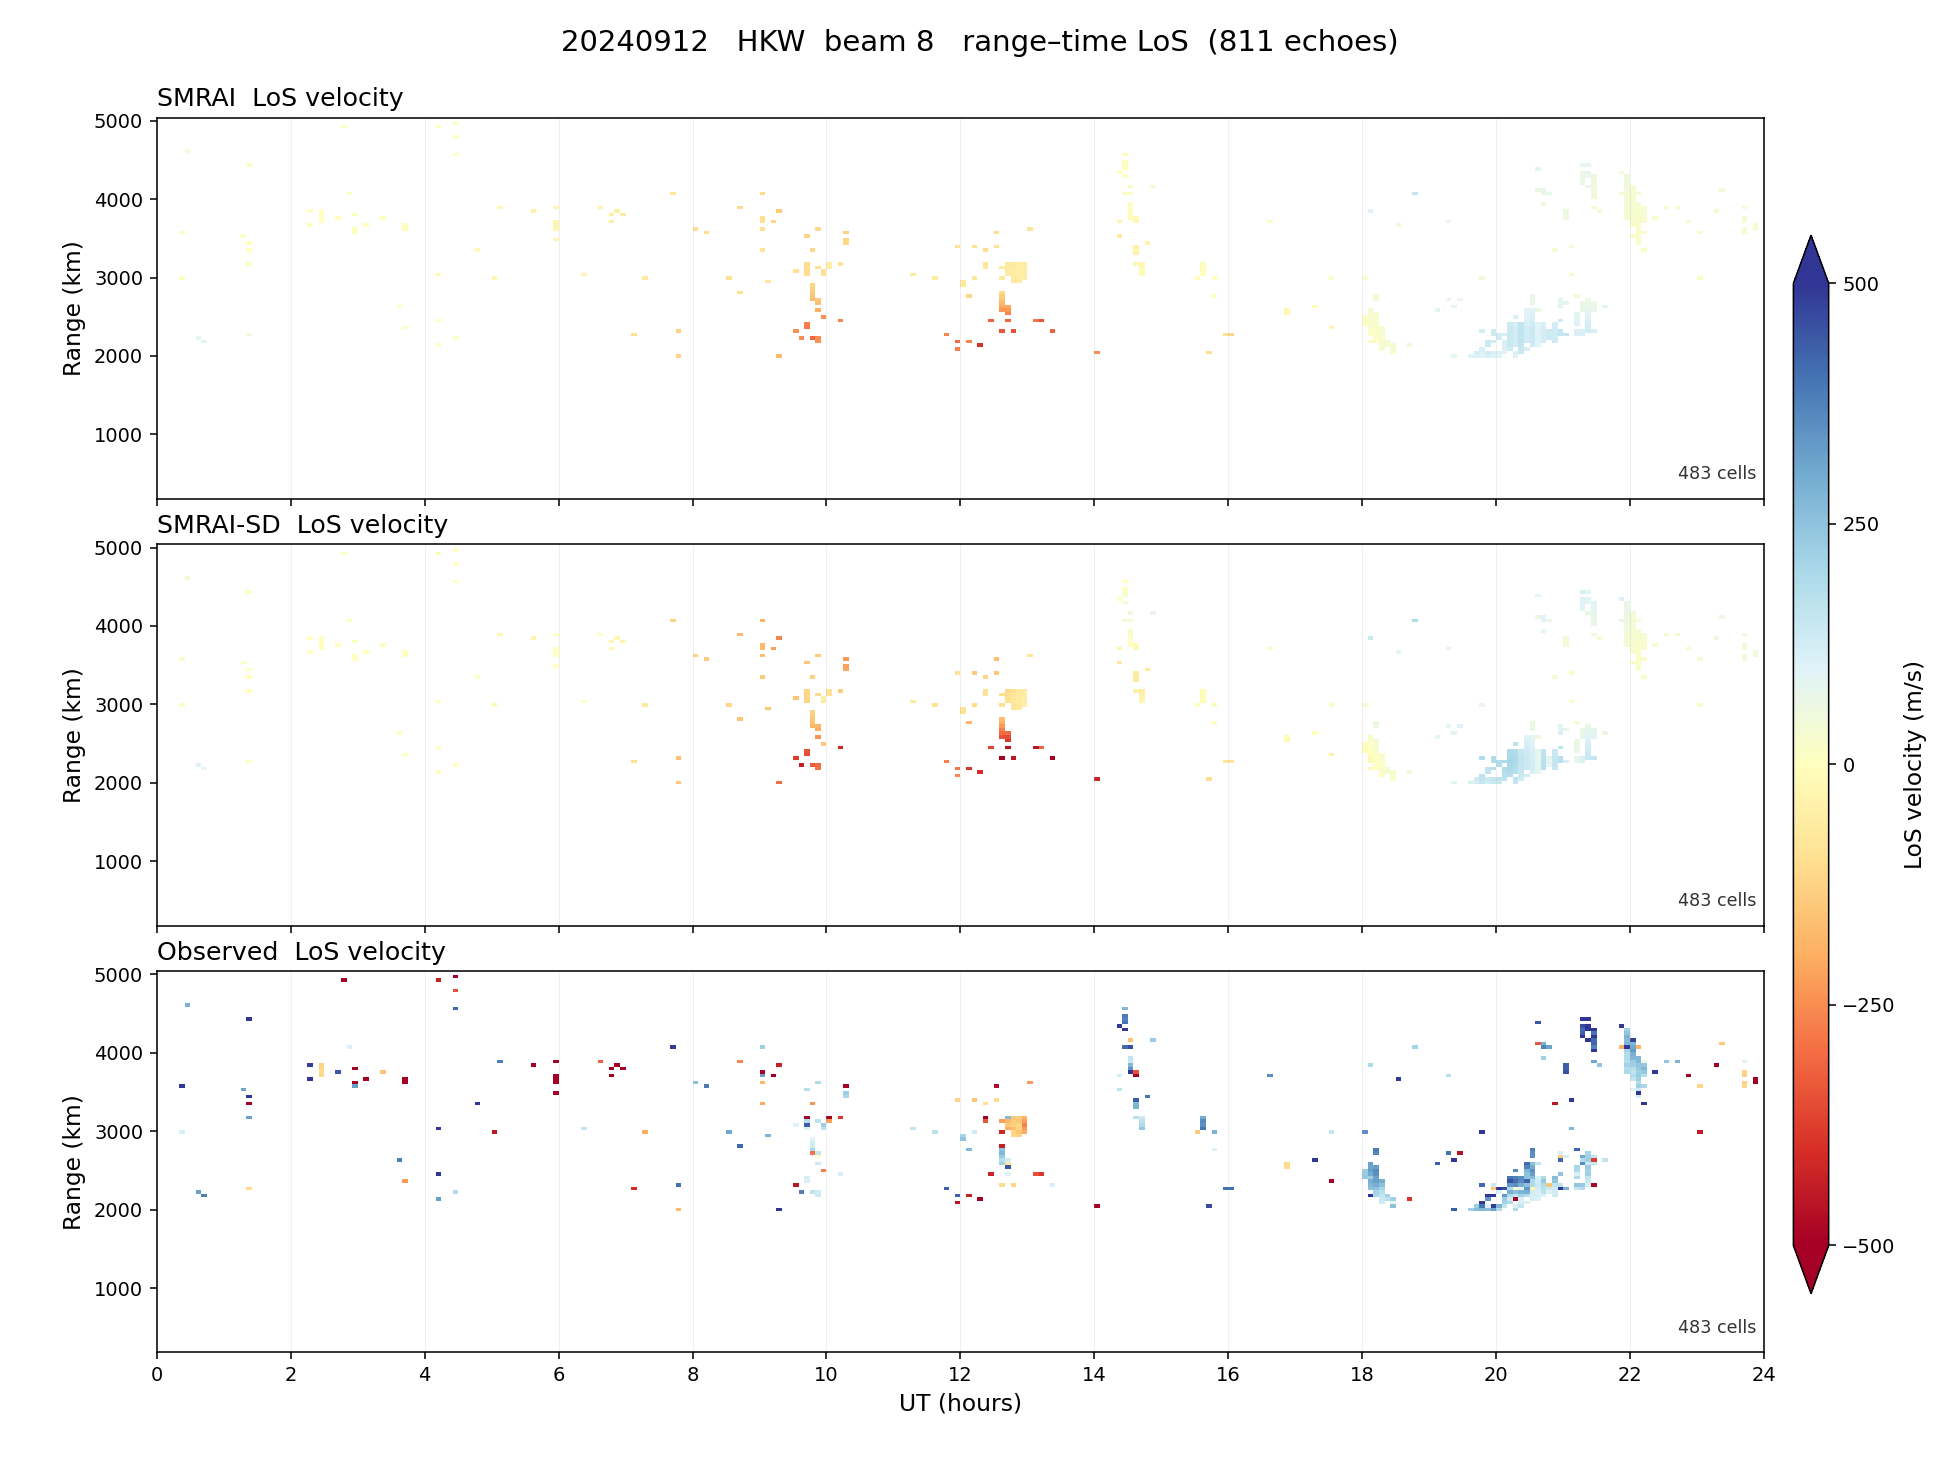 20240912   HKW  beam 8   range–time LoS  (811 echoes)
SMRAI  LoS velocity
5000
4000
3000
2000
1000
Range (km)
483 cells
SMRAI-SD  LoS velocity
5000
4000
3000
2000
1000
Range (km)
483 cells
Observed  LoS velocity
5000
4000
3000
2000
1000
Range (km)
483 cells
0 2 4 6 8 10 12 14 16 18 20 22 24
UT (hours)
500
250
0
−250
−500
LoS velocity (m/s)